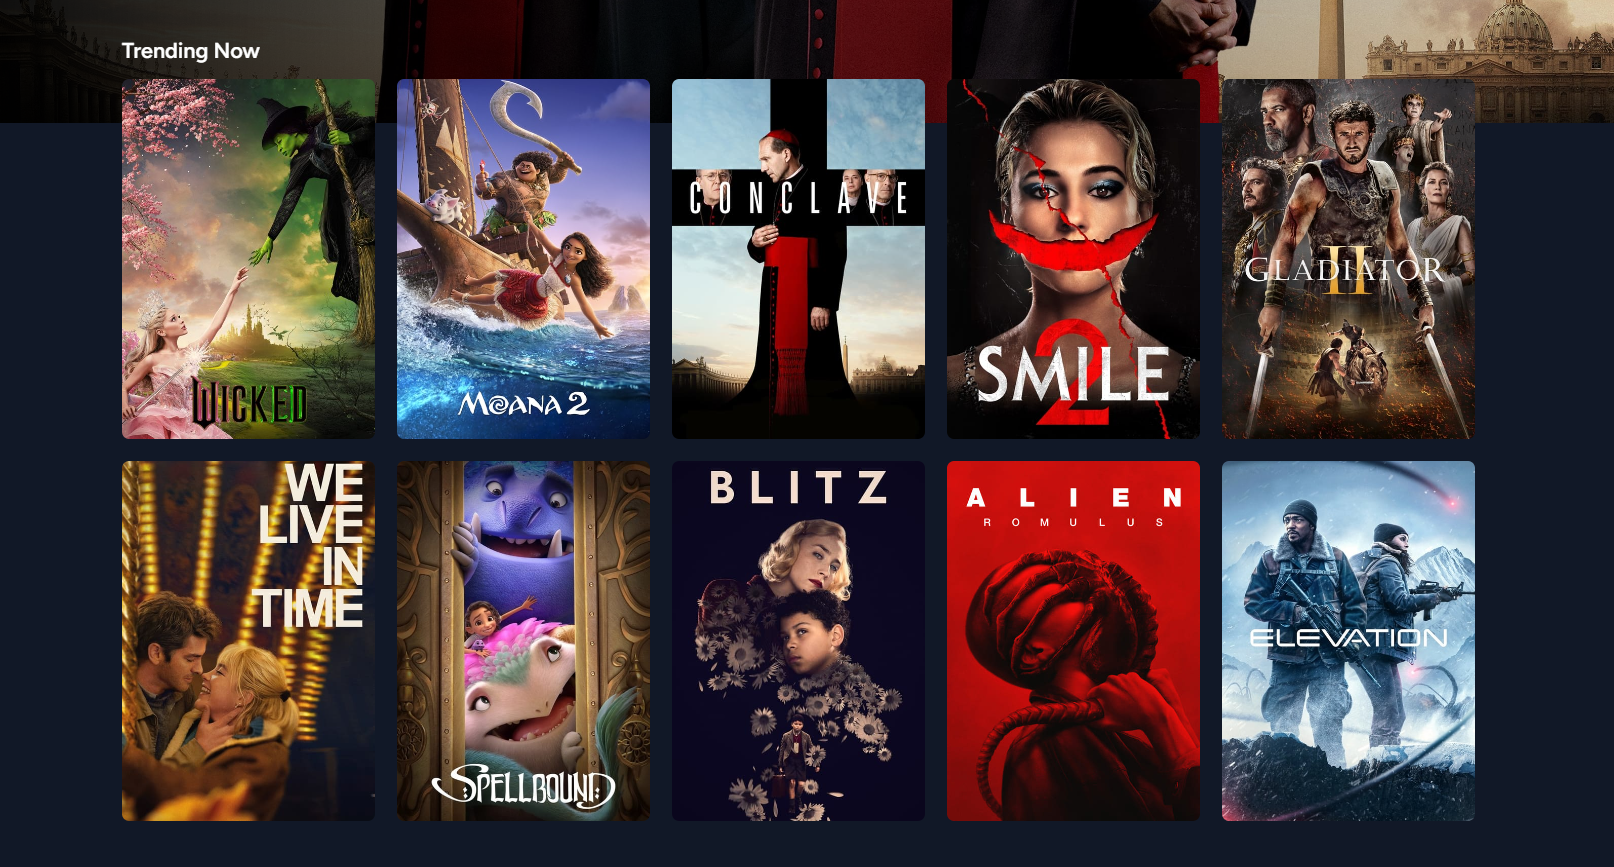 Trending Now
WICKED
MOANA 2
CONCLAVE
SMILE
2
GLADIATOR
II
WE
LIVE
IN
TIME
SPELLBOUND
BLITZ
ALIEN
ROMULUS
ELEVATION